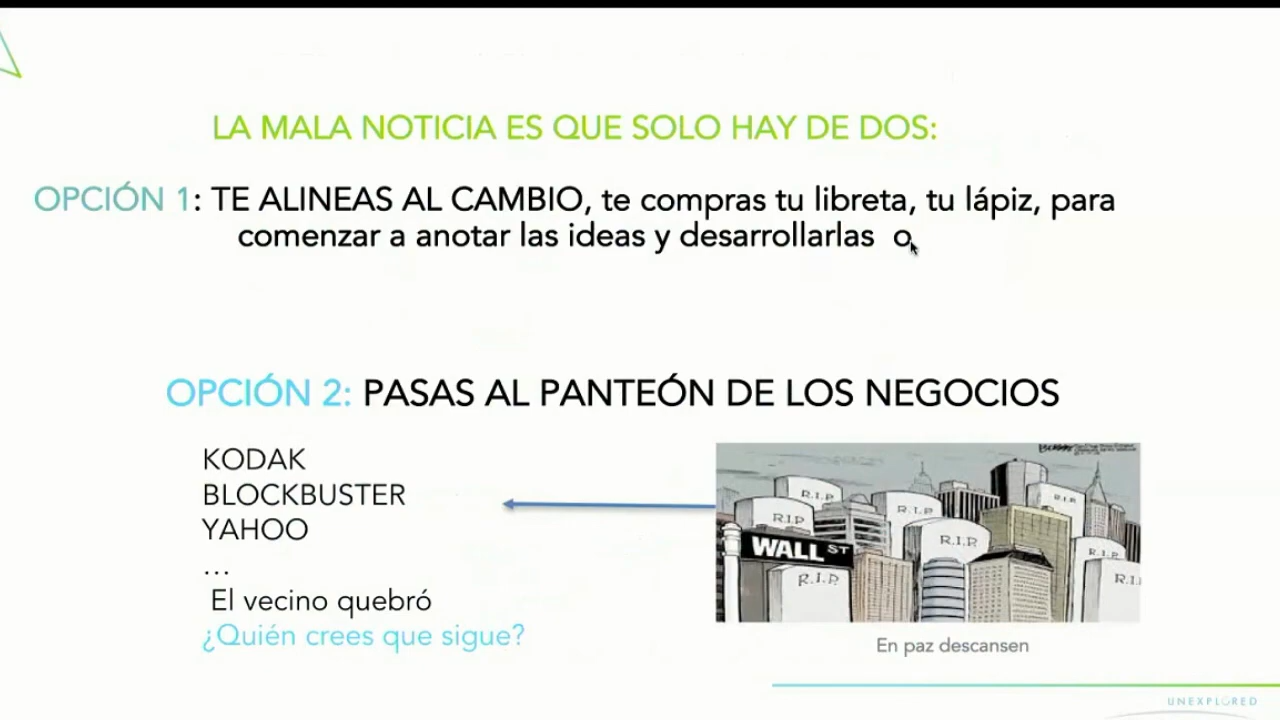 LA MALA NOTICIA ES QUE SOLO HAY DE DOS:
OPCIÓN 1: TE ALINEAS AL CAMBIO, te compras tu libreta, tu lápiz, para
comenzar a anotar las ideas y desarrollarlas o
OPCIÓN 2: PASAS AL PANTEÓN DE LOS NEGOCIOS
KODAK
BLOCKBUSTER
YAHOO
...
El vecino quebró
¿Quién crees que sigue?
R.I.P.
R.I.P.
R.I.P.
R.I.P.
R.I.P.
R.I.P.
R.I.
R.I.P.
WALL ST
En paz descansen
UNEXPLORED